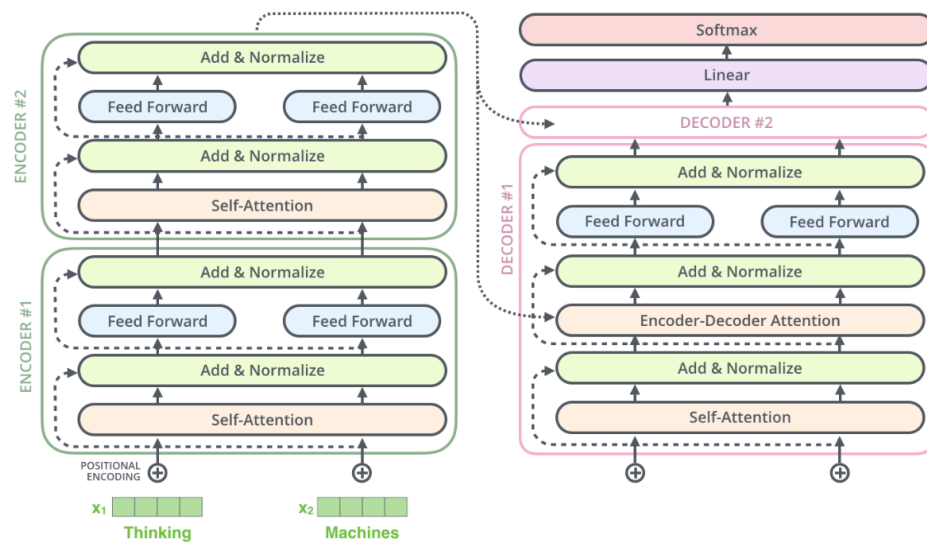 ENCODER #2
Add & Normalize
Feed Forward
Feed Forward
Add & Normalize
Self-Attention
ENCODER #1
Add & Normalize
Feed Forward
Feed Forward
Add & Normalize
Self-Attention
POSITIONAL
ENCODING
x1
x2
Thinking
Machines
Softmax
Linear
DECODER #2
DECODER #1
Add & Normalize
Feed Forward
Feed Forward
Add & Normalize
Encoder-Decoder Attention
Add & Normalize
Self-Attention